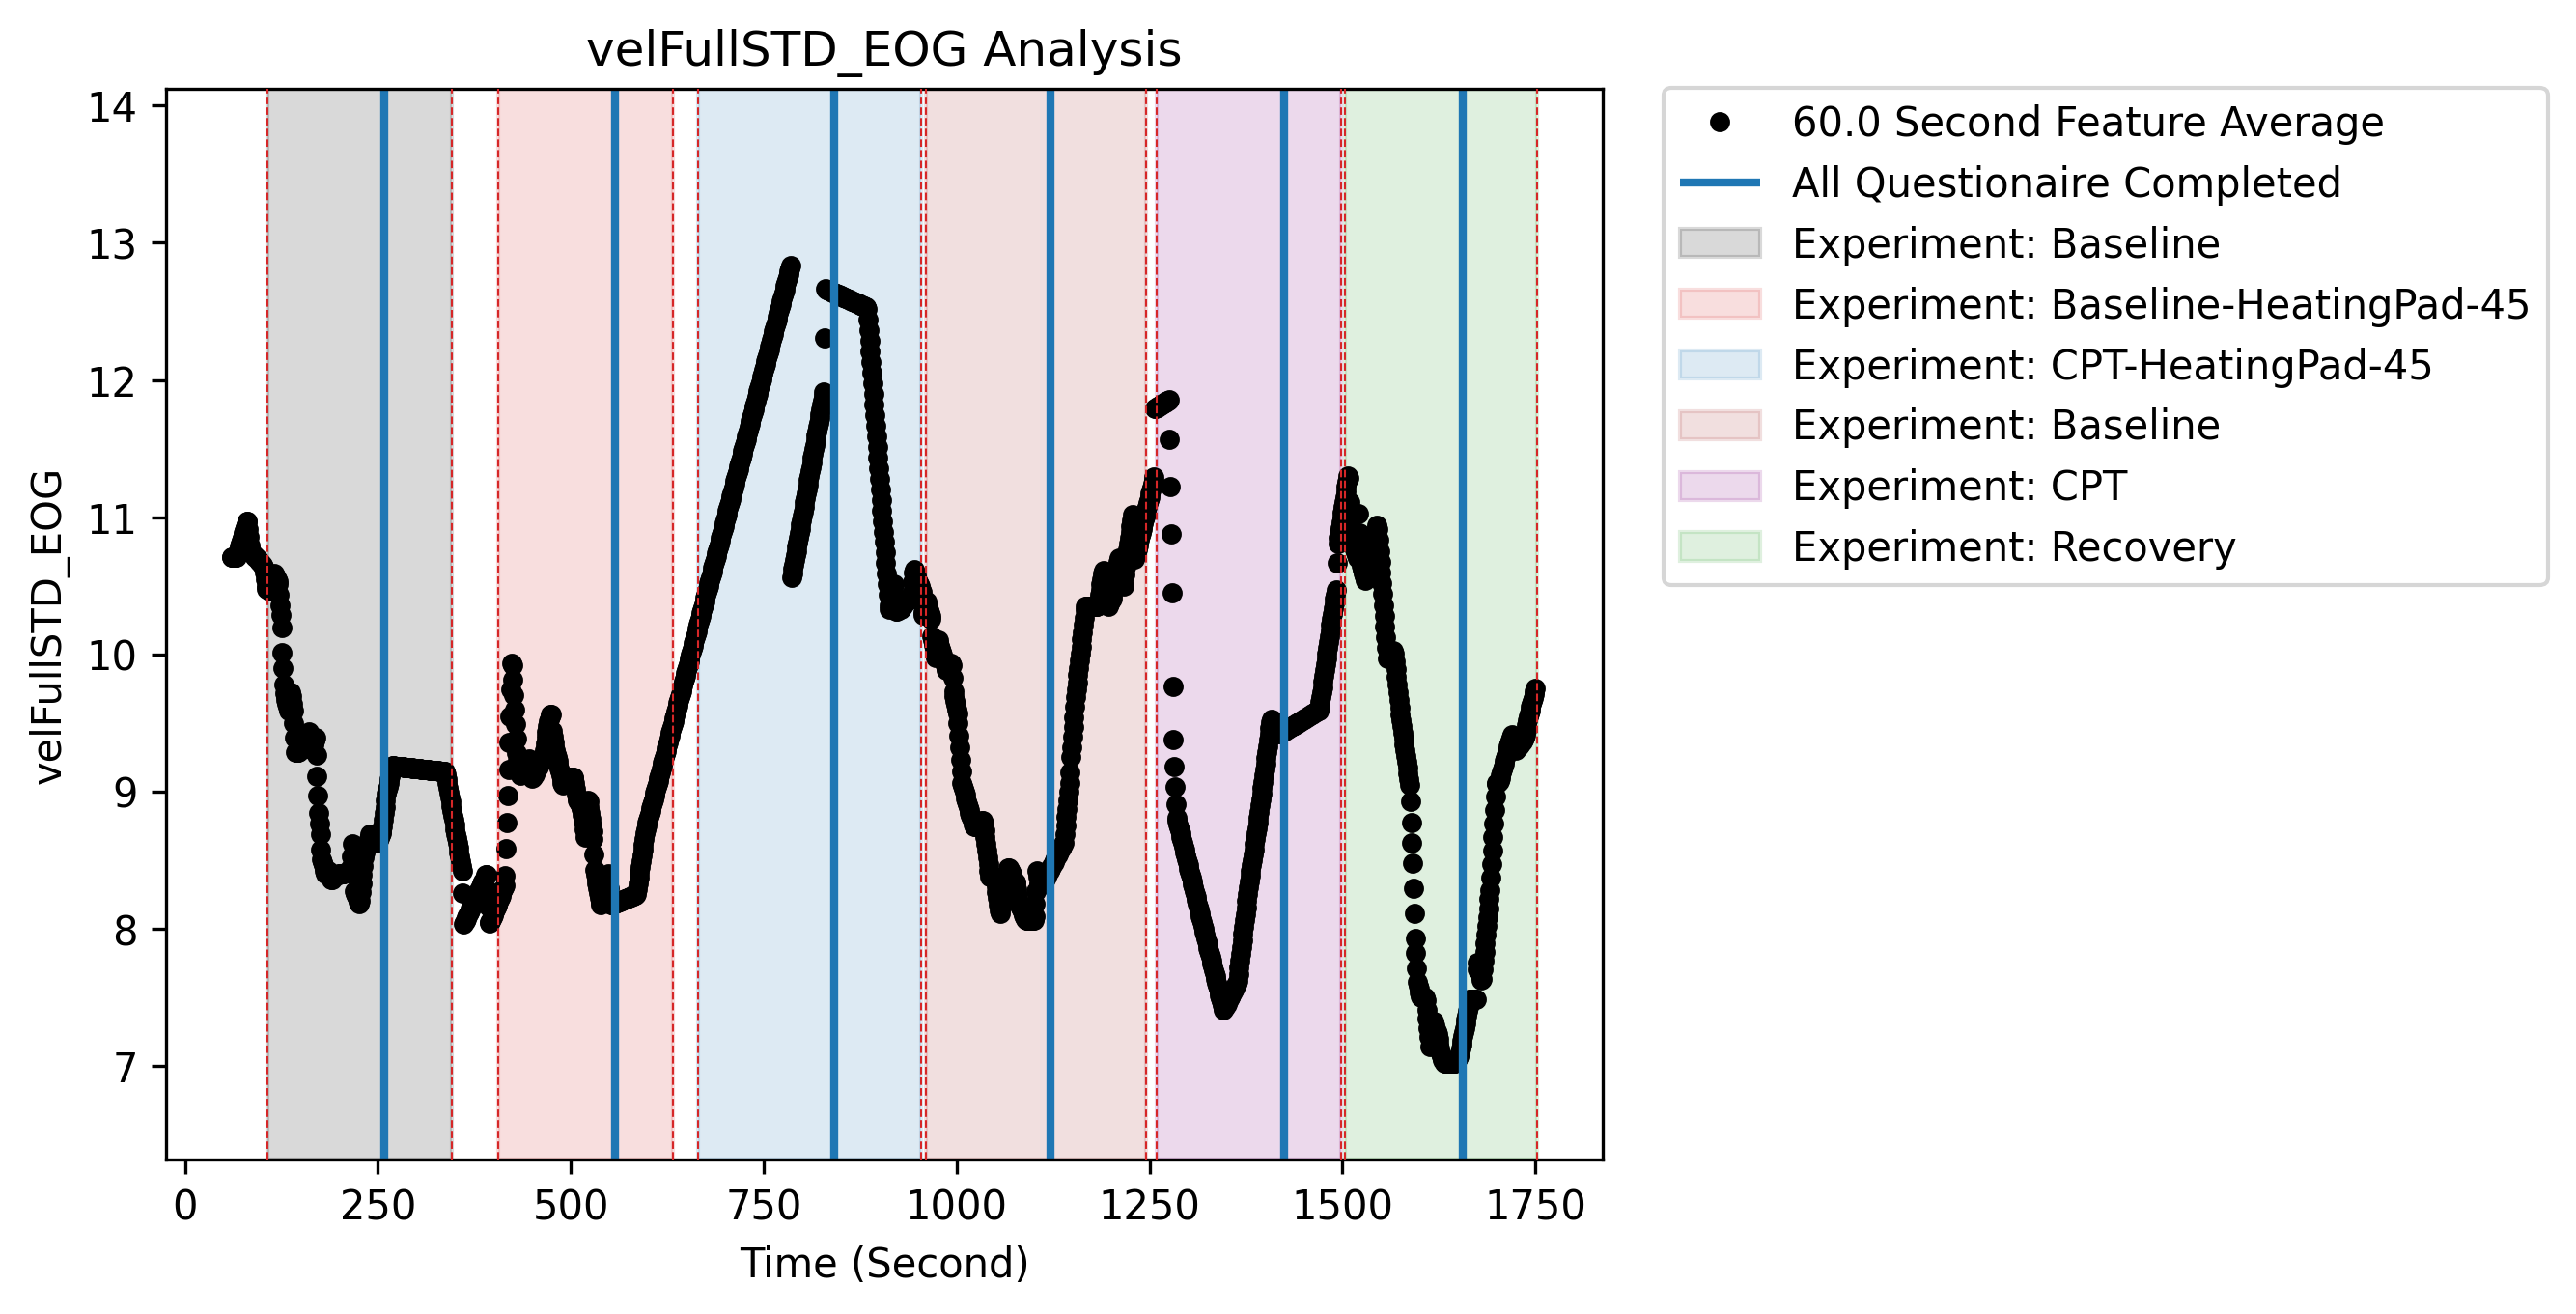 velFullSTD_EOG Analysis
14
13
12
11
10
9
8
7
velFullSTD_EOG
0
250
500
750
1000
1250
1500
1750
Time (Second)
60.0 Second Feature Average
All Questionaire Completed
Experiment: Baseline
Experiment: Baseline-HeatingPad-45
Experiment: CPT-HeatingPad-45
Experiment: Baseline
Experiment: CPT
Experiment: Recovery